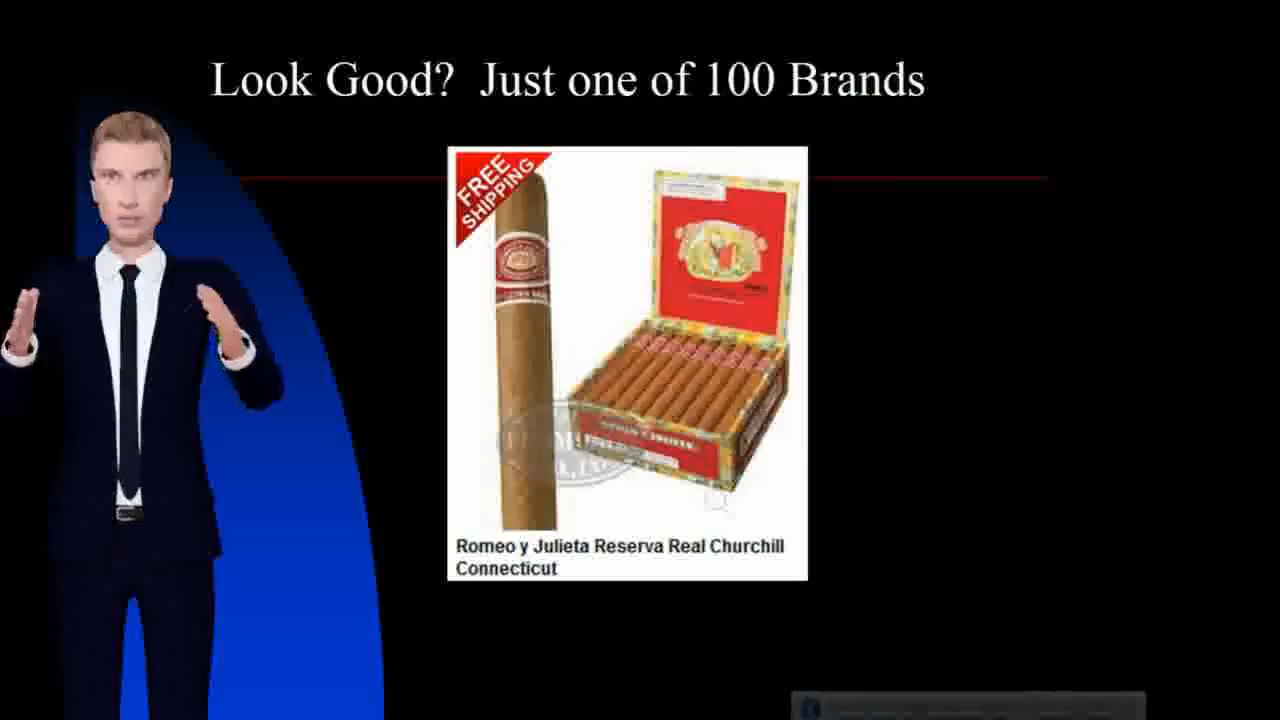 Look Good?  Just one of 100 Brands
FREE
SHIPPING
Romeo y Julieta Reserva Real Churchill
Connecticut